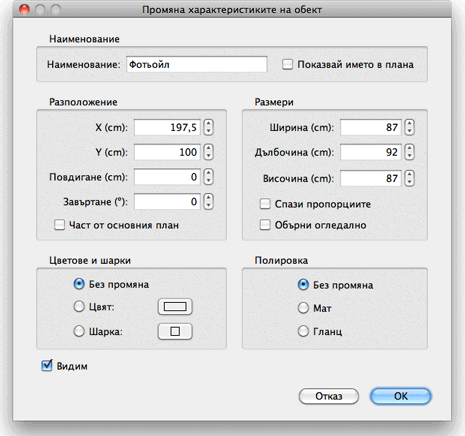 Промяна характеристиките на обект
Наименование
Наименование: Фотьойл
Показвай името в плана
Разположение
X (cm): 197,5
Y (cm): 100
Повдигане (cm): 0
Завъртане (°): 0
Част от основния план
Размери
Ширина (cm): 87
Дълбочина (cm): 92
Височина (cm): 87
Спази пропорциите
Обърни огледално
Цветове и шарки
Без промяна
Цвят:
Шарка:
Полировка
Без промяна
Мат
Гланц
Видим
Отказ
OK